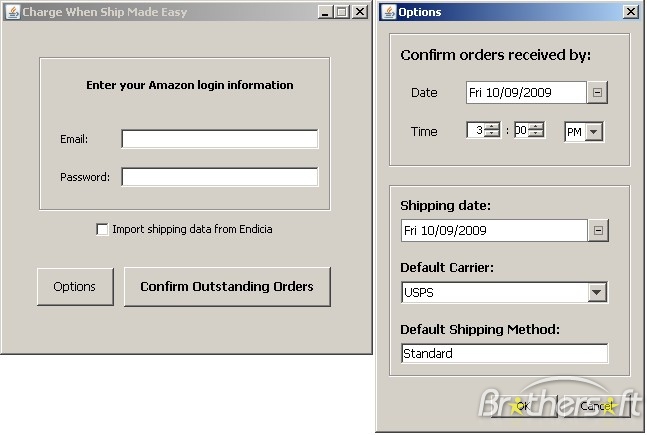 Charge When Ship Made Easy
Enter your Amazon login information
Email:
Password:
Import shipping data from Endicia
Options
Confirm Outstanding Orders
Options
Confirm orders received by:
Date Fri 10/09/2009
Time 3 : 00 PM
Shipping date:
Fri 10/09/2009
Default Carrier:
USPS
Default Shipping Method:
Standard
OK Cancel
Brothersoft